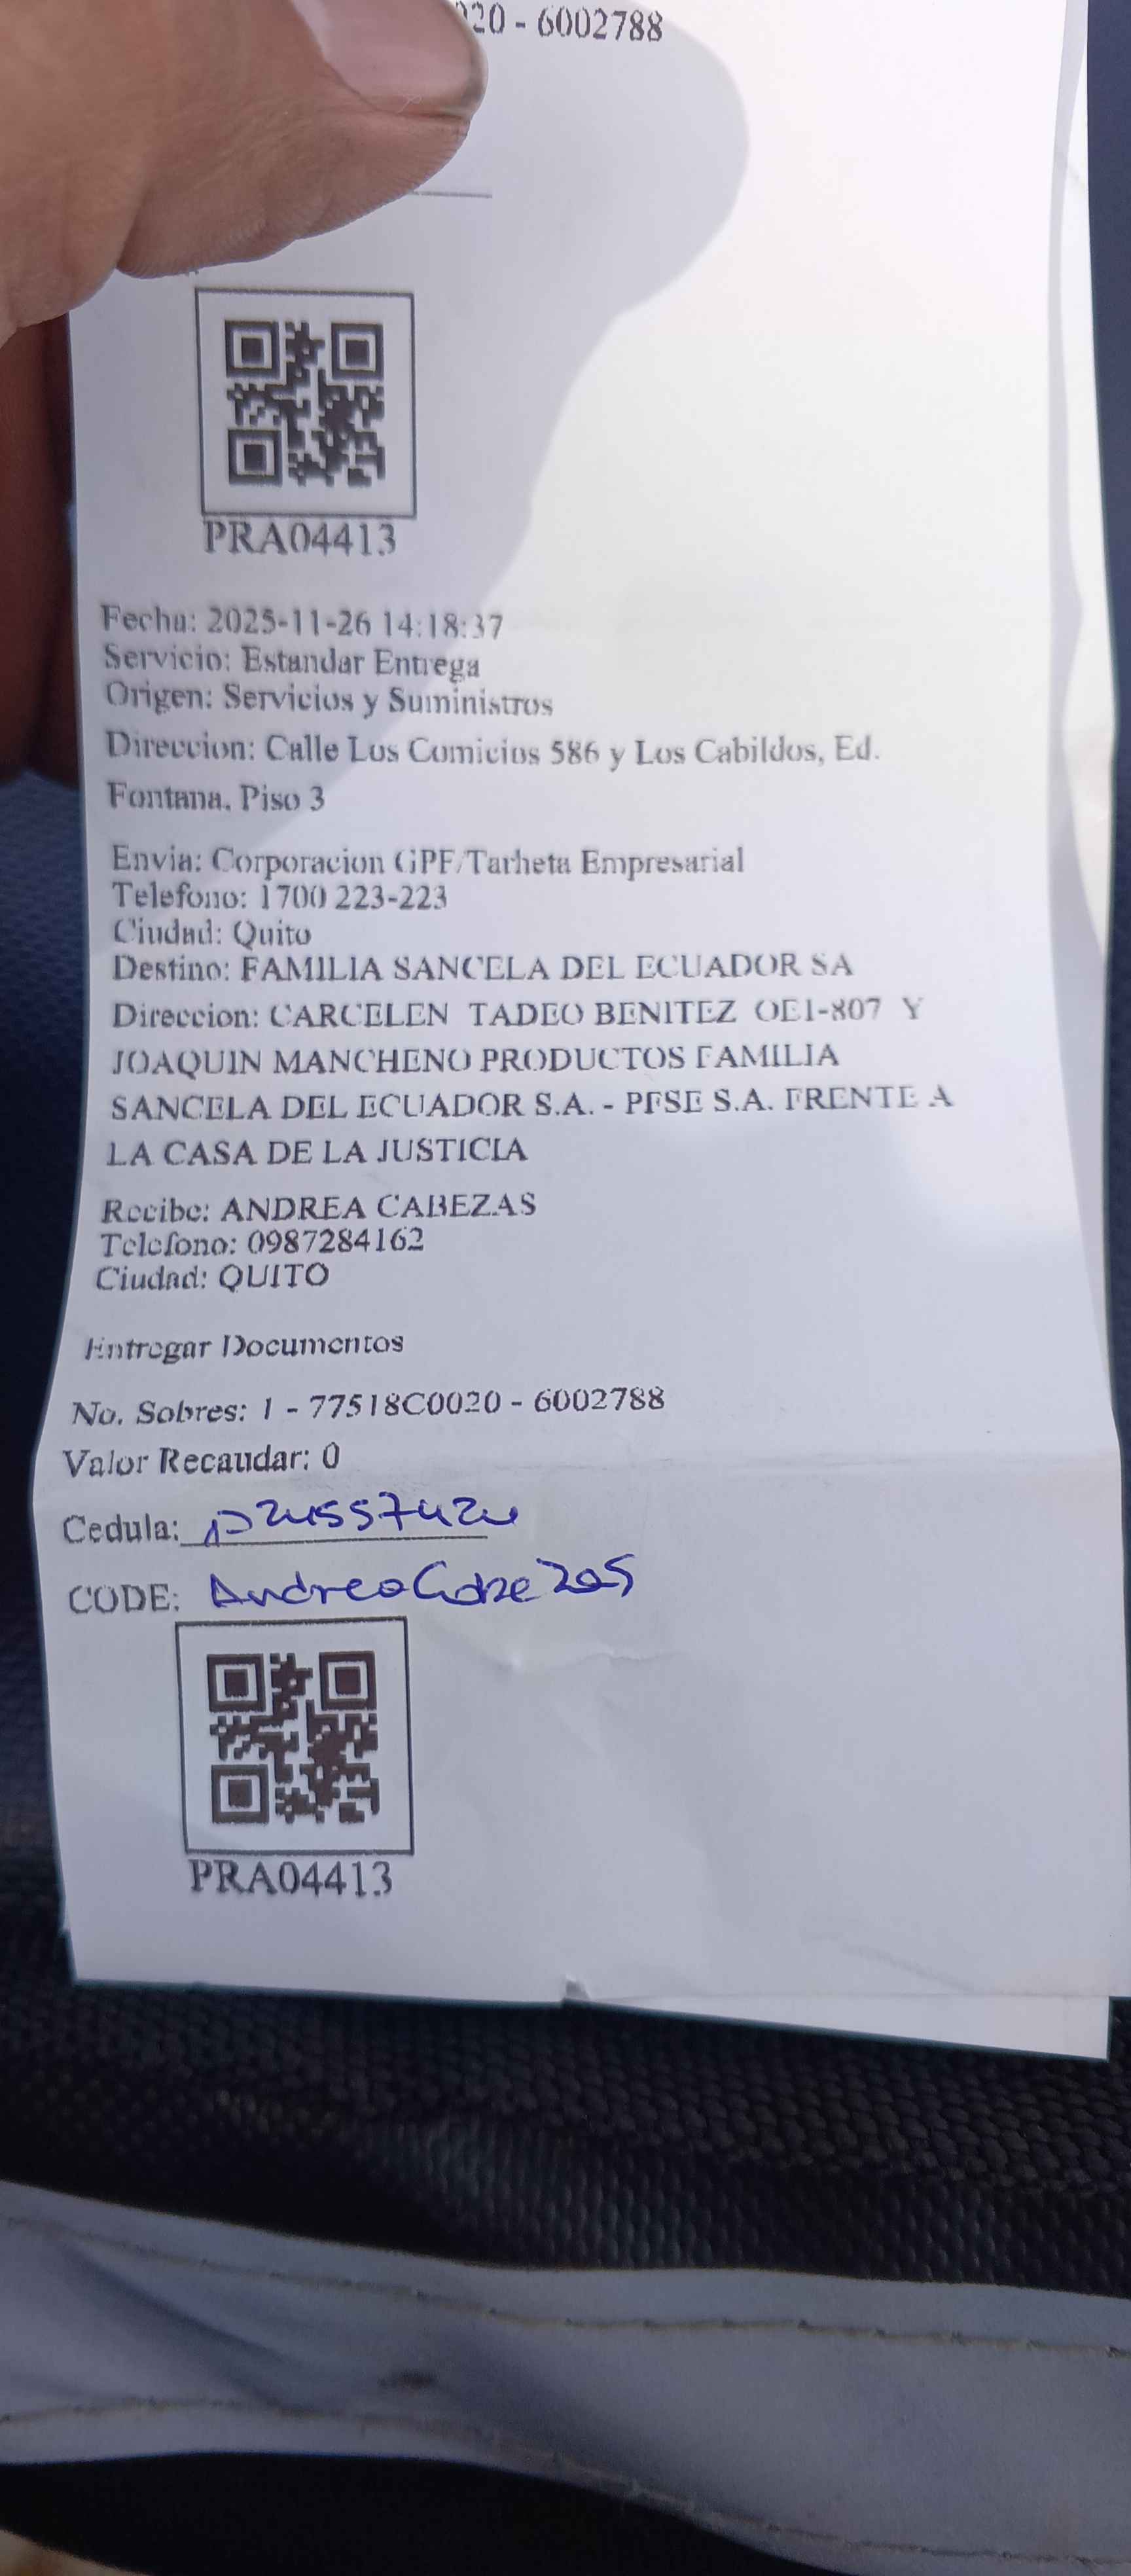 20 - 6002788
PRA04413
Fecha: 2025-11-26 14:18:37
Servicio: Estandar Entrega
Origen: Servicios y Suministros
Direccion: Calle Los Comicios 586 y Los Cabildos, Ed.
Fontana, Piso 3
Envia: Corporacion GPF/Tarheta Empresarial
Telefono: 1700 223-223
Ciudad: Quito
Destino: FAMILIA SANCELA DEL ECUADOR SA
Direccion: CARCELEN TADEO BENITEZ OE1-807 Y
JOAQUIN MANCHENO PRODUCTOS FAMILIA
SANCELA DEL ECUADOR S.A. - PFSE S.A. FRENTE A
LA CASA DE LA JUSTICIA
Recibe: ANDREA CABEZAS
Telefono: 0987284162
Ciudad: QUITO
Entregar Documentos
No. Sobres: 1 - 77518C0020 - 6002788
Valor Recaudar: 0
Cedula:
CODE: Andrea Cabezas
PRA04413